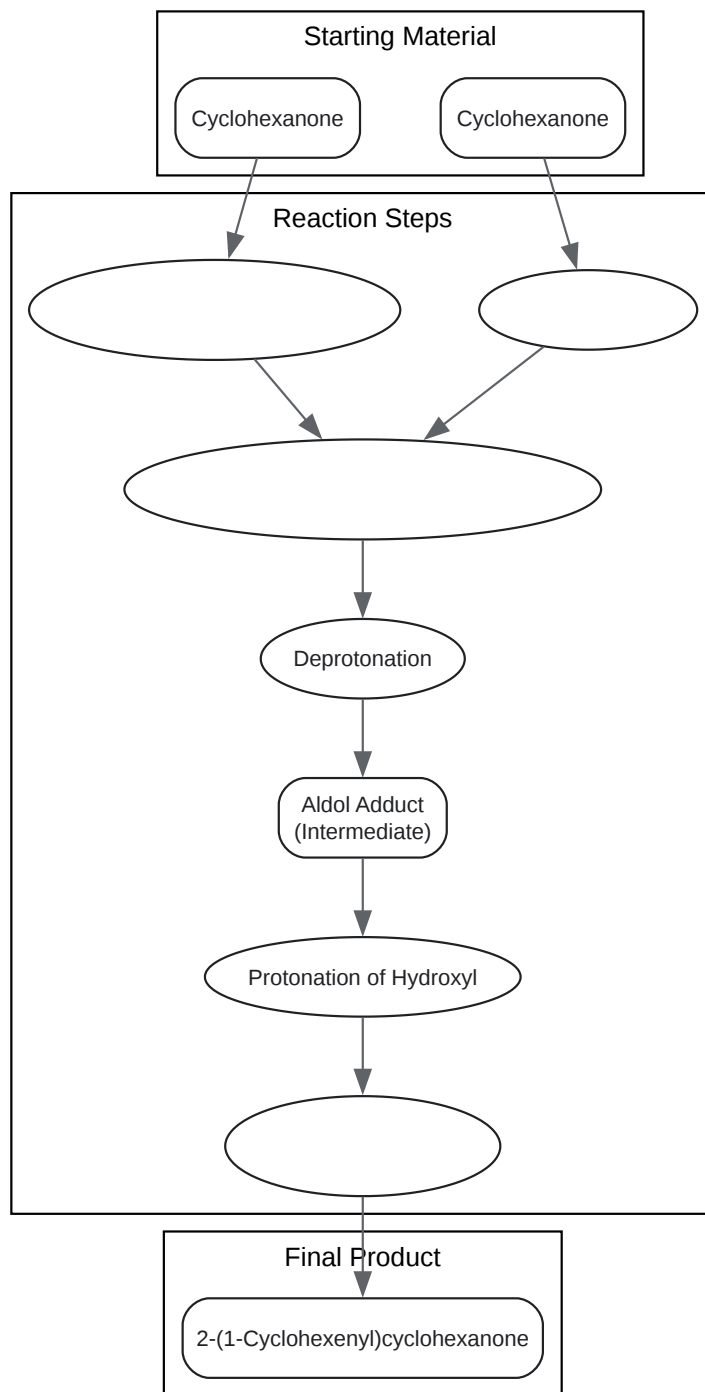 Starting Material
Cyclohexanone
Cyclohexanone
Reaction Steps
Deprotonation
Aldol Adduct
(Intermediate)
Protonation of Hydroxyl
Final Product
2-(1-Cyclohexenyl)cyclohexanone